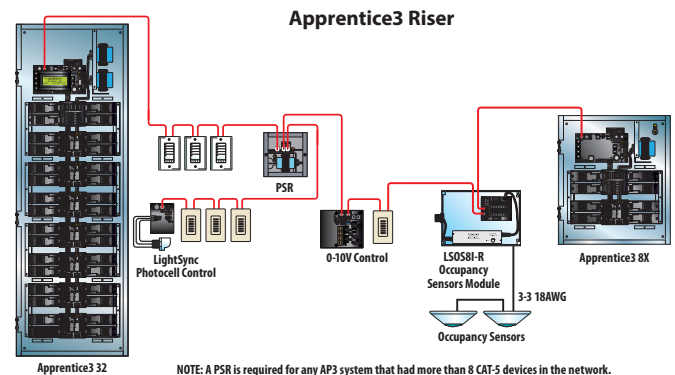 Apprentice3 Riser
PSR
LightSync
Photocell Control
0-10V Control
LSOS8I-R
Occupancy
Sensors Module
3-3 18AWG
Occupancy Sensors
Apprentice3 8X
Apprentice3 32
NOTE: A PSR is required for any AP3 system that had more than 8 CAT-5 devices in the network.